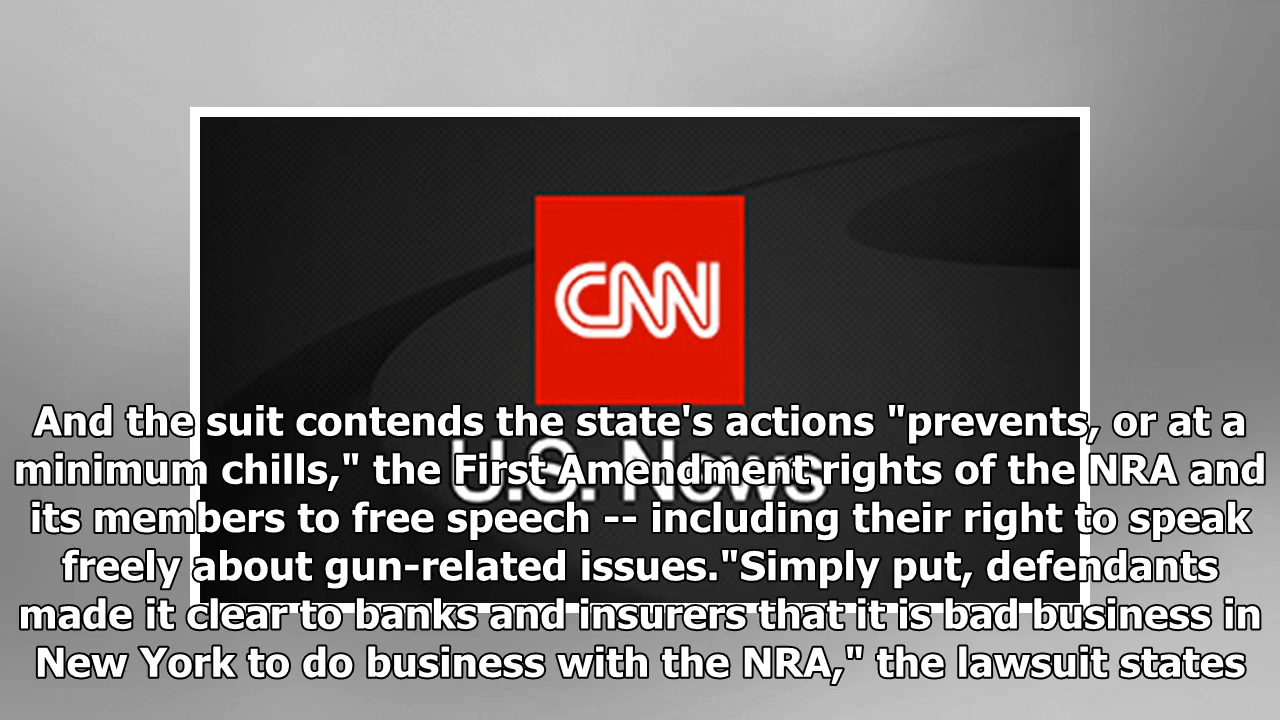 CNN
U.S. News
And the suit contends the state's actions "prevents, or at a
minimum chills," the First Amendment rights of the NRA and
its members to free speech -- including their right to speak
freely about gun-related issues."Simply put, defendants
made it clear to banks and insurers that it is bad business in
New York to do business with the NRA," the lawsuit states